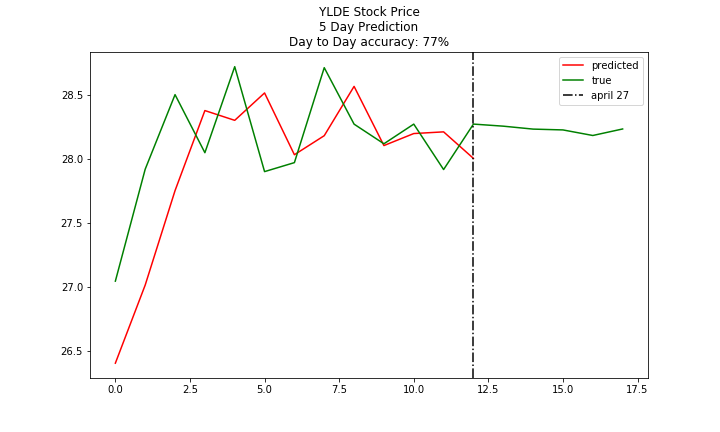 YLDE Stock Price
5 Day Prediction
Day to Day accuracy: 77%
predicted
true
april 27
28.5
28.0
27.5
27.0
26.5
0.0 2.5 5.0 7.5 10.0 12.5 15.0 17.5